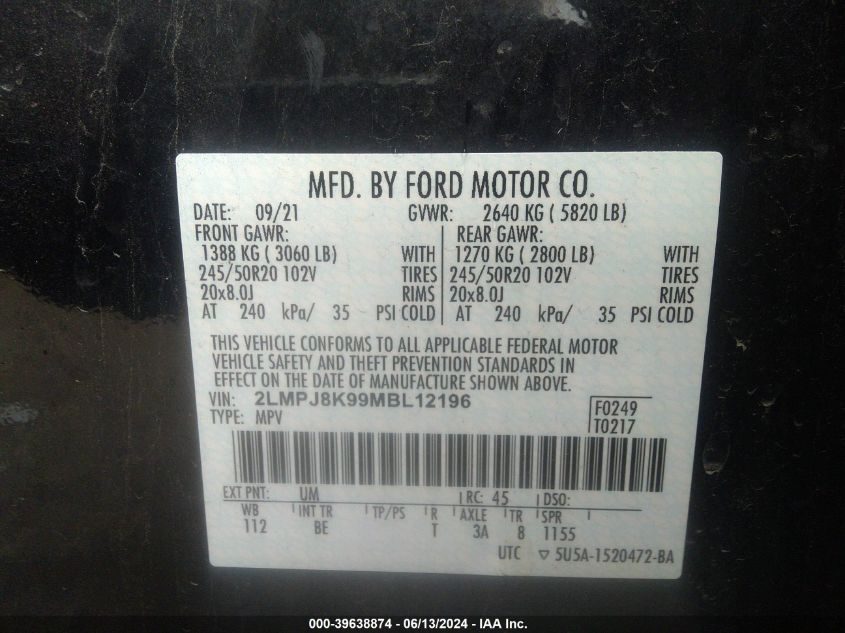 MFD. BY FORD MOTOR CO.
DATE: 09/21 GVWR: 2640 KG ( 5820 LB)
FRONT GAWR: REAR GAWR:
1388 KG ( 3060 LB) WITH 1270 KG ( 2800 LB) WITH
245/50R20 102V TIRES 245/50R20 102V TIRES
20x8.0J RIMS 20x8.0J RIMS
AT 240 kPa/ 35 PSI COLD AT 240 kPa/ 35 PSI COLD
THIS VEHICLE CONFORMS TO ALL APPLICABLE FEDERAL MOTOR
VEHICLE SAFETY AND THEFT PREVENTION STANDARDS IN
EFFECT ON THE DATE OF MANUFACTURE SHOWN ABOVE.
VIN: 2LMPJ8K99MBL12196 F0249
TYPE: MPV T0217
EXT PNT: UM RC: 45 DSO:
WB INT TR TP/PS R AXLE TR SPR
112 BE T 3A 8 1155
UTC ▽ 5U5A-1520472-BA
000-39638874 - 06/13/2024 - IAA Inc.